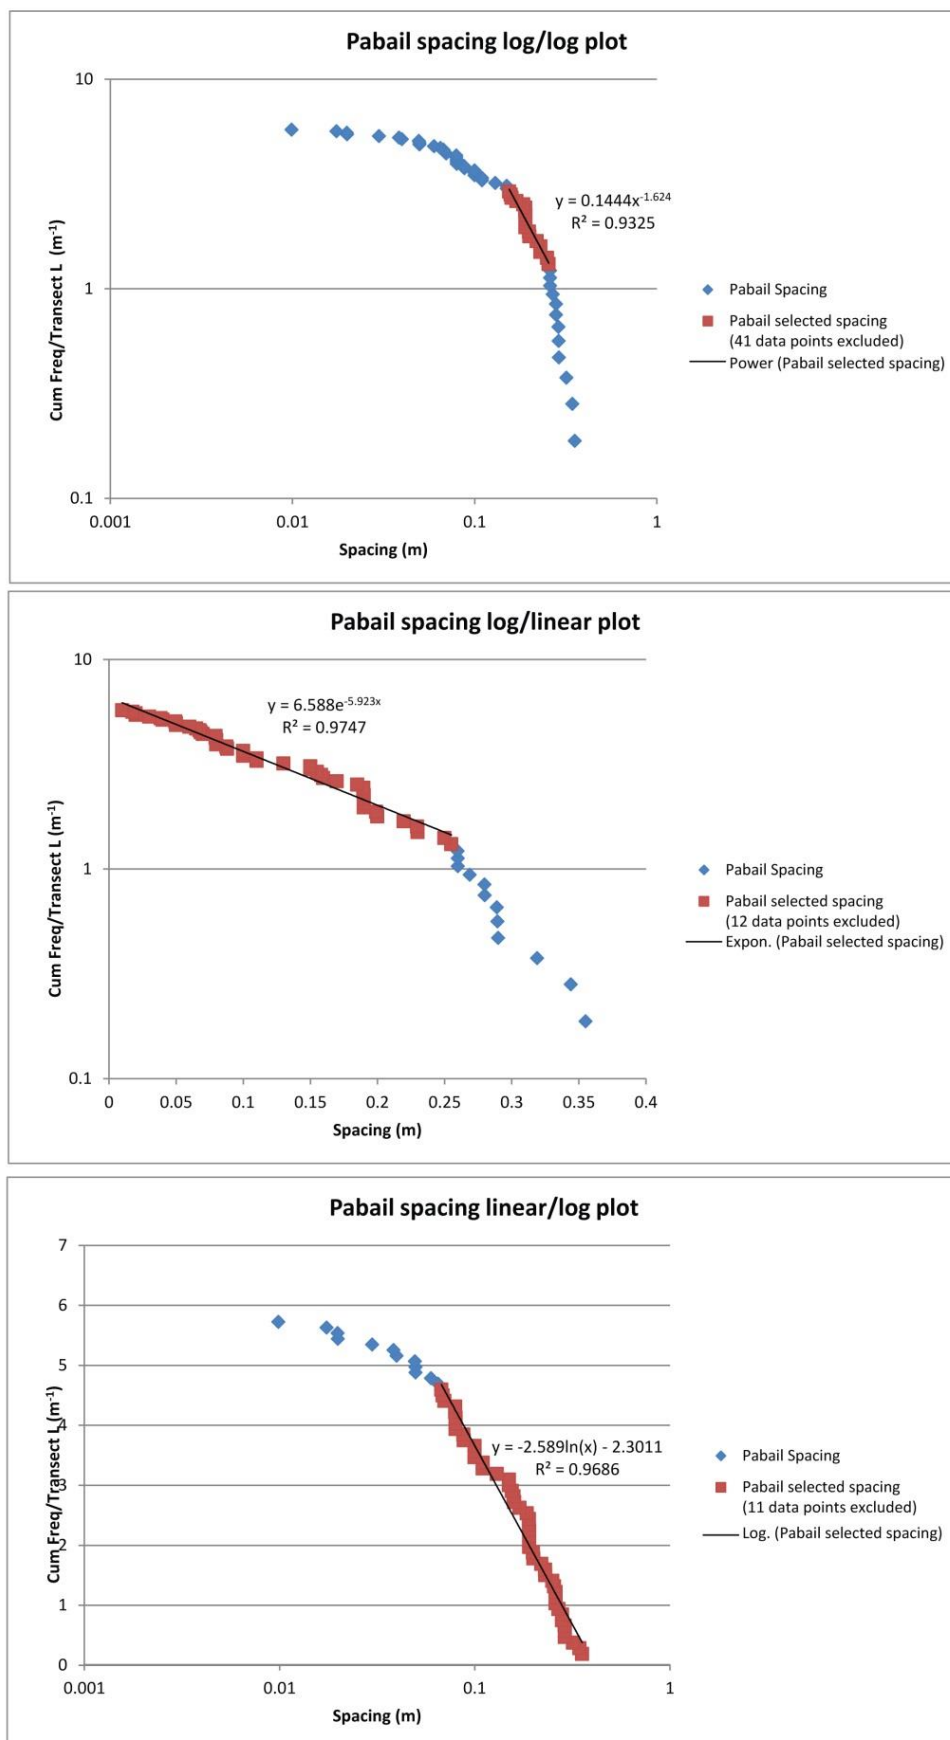 Pabail spacing log/log plot
10
1
0.1
0.001 0.01 0.1 1
Cum Freq/Transect L (m⁻¹)
Spacing (m)
y = 0.1444x⁻¹·⁶²⁴
R² = 0.9325
Pabail Spacing
Pabail selected spacing
(41 data points excluded)
Power (Pabail selected spacing)
Pabail spacing log/linear plot
10
1
0.1
0 0.05 0.1 0.15 0.2 0.25 0.3 0.35 0.4
Cum Freq/Transect L (m⁻¹)
Spacing (m)
y = 6.588e⁻⁵·⁹²³ˣ
R² = 0.9747
Pabail Spacing
Pabail selected spacing
(12 data points excluded)
Expon. (Pabail selected spacing)
Pabail spacing linear/log plot
7
6
5
4
3
2
1
0
0.001 0.01 0.1 1
Cum Freq/Transect L (m⁻¹)
Spacing (m)
y = -2.589ln(x) - 2.3011
R² = 0.9686
Pabail Spacing
Pabail selected spacing
(11 data points excluded)
Log. (Pabail selected spacing)